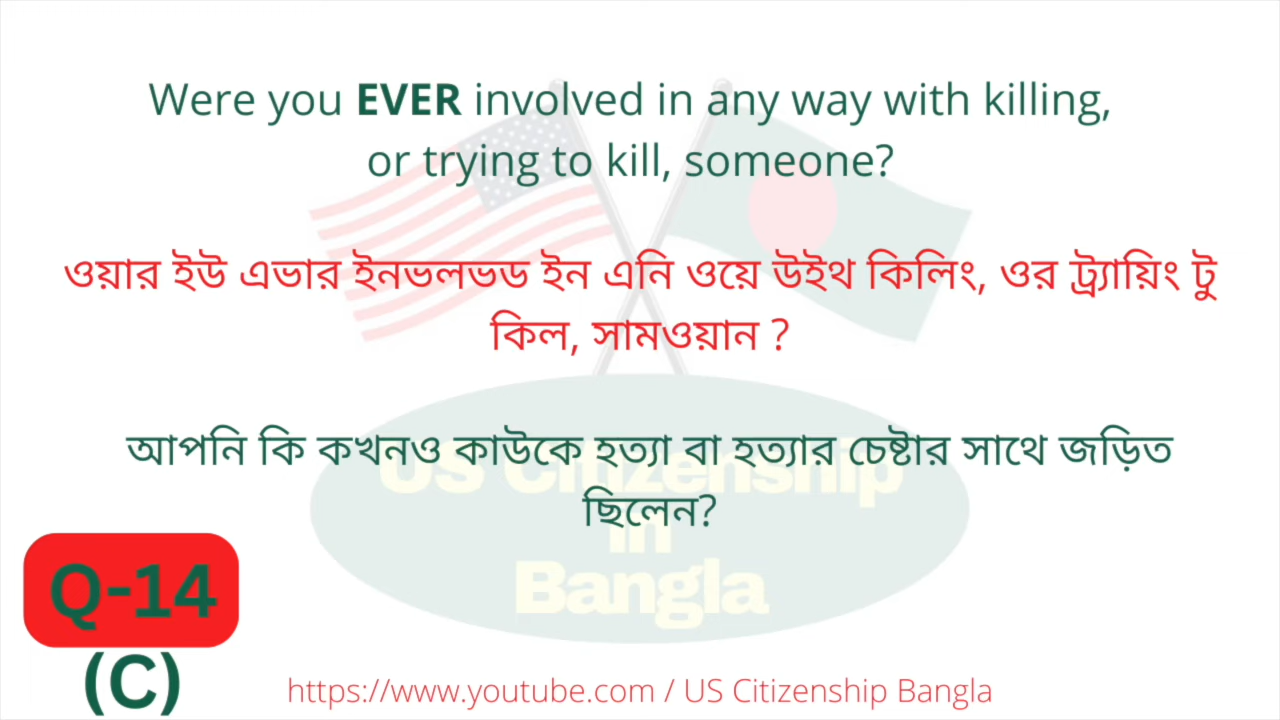 Were you EVER involved in any way with killing,
or trying to kill, someone?
ওয়ার ইউ এভার ইনভলভড ইন এনি ওয়ে উইথ কিলিং, ওর ট্র্যায়িং টু
কিল, সামওয়ান ?
আপনি কি কখনও কাউকে হত্যা বা হত্যার চেষ্টার সাথে জড়িত
ছিলেন?
US Citizenship
in
Bangla
Q-14
(C)
https://www.youtube.com / US Citizenship Bangla